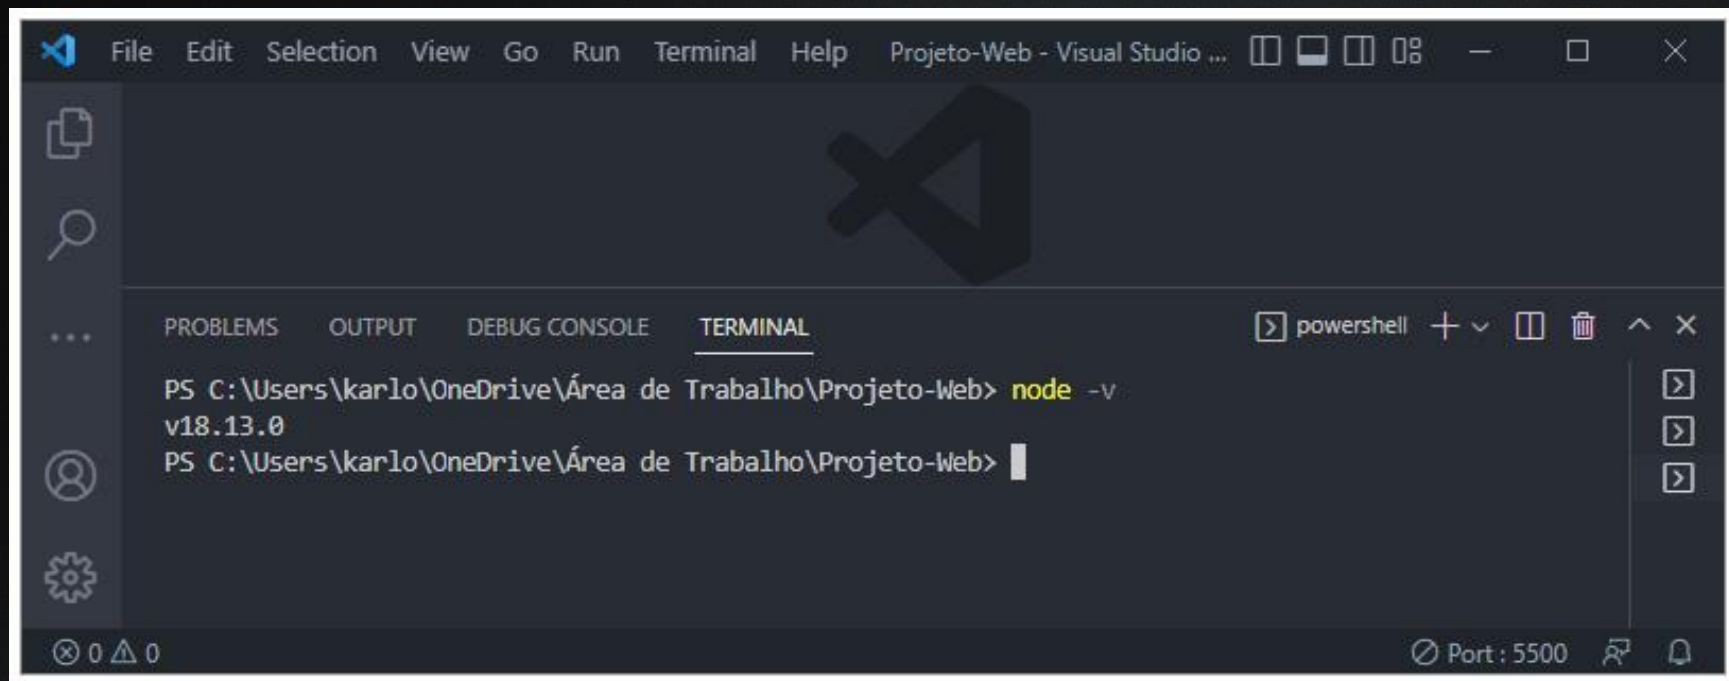 File Edit Selection View Go Run Terminal Help Projeto-Web - Visual Studio ...
PROBLEMS OUTPUT DEBUG CONSOLE TERMINAL powershell
PS C:\Users\karlo\OneDrive\Área de Trabalho\Projeto-Web> node -v
v18.13.0
PS C:\Users\karlo\OneDrive\Área de Trabalho\Projeto-Web>
0 0 Port : 5500